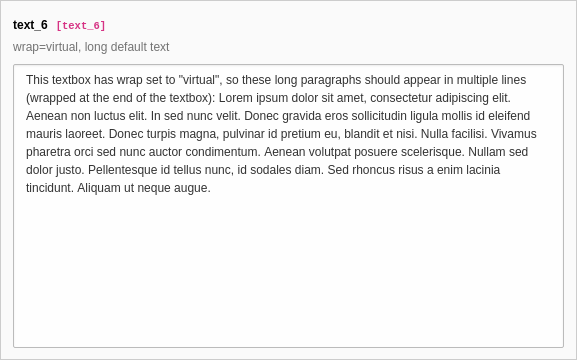 text_6 [text_6]
wrap=virtual, long default text
This textbox has wrap set to "virtual", so these long paragraphs should appear in multiple lines
(wrapped at the end of the textbox): Lorem ipsum dolor sit amet, consectetur adipiscing elit.
Aenean non luctus elit. In sed nunc velit. Donec gravida eros sollicitudin ligula mollis id eleifend
mauris laoreet. Donec turpis magna, pulvinar id pretium eu, blandit et nisi. Nulla facilisi. Vivamus
pharetra orci sed nunc auctor condimentum. Aenean volutpat posuere scelerisque. Nullam sed
dolor justo. Pellentesque id tellus nunc, id sodales diam. Sed rhoncus risus a enim lacinia
tincidunt. Aliquam ut neque augue.